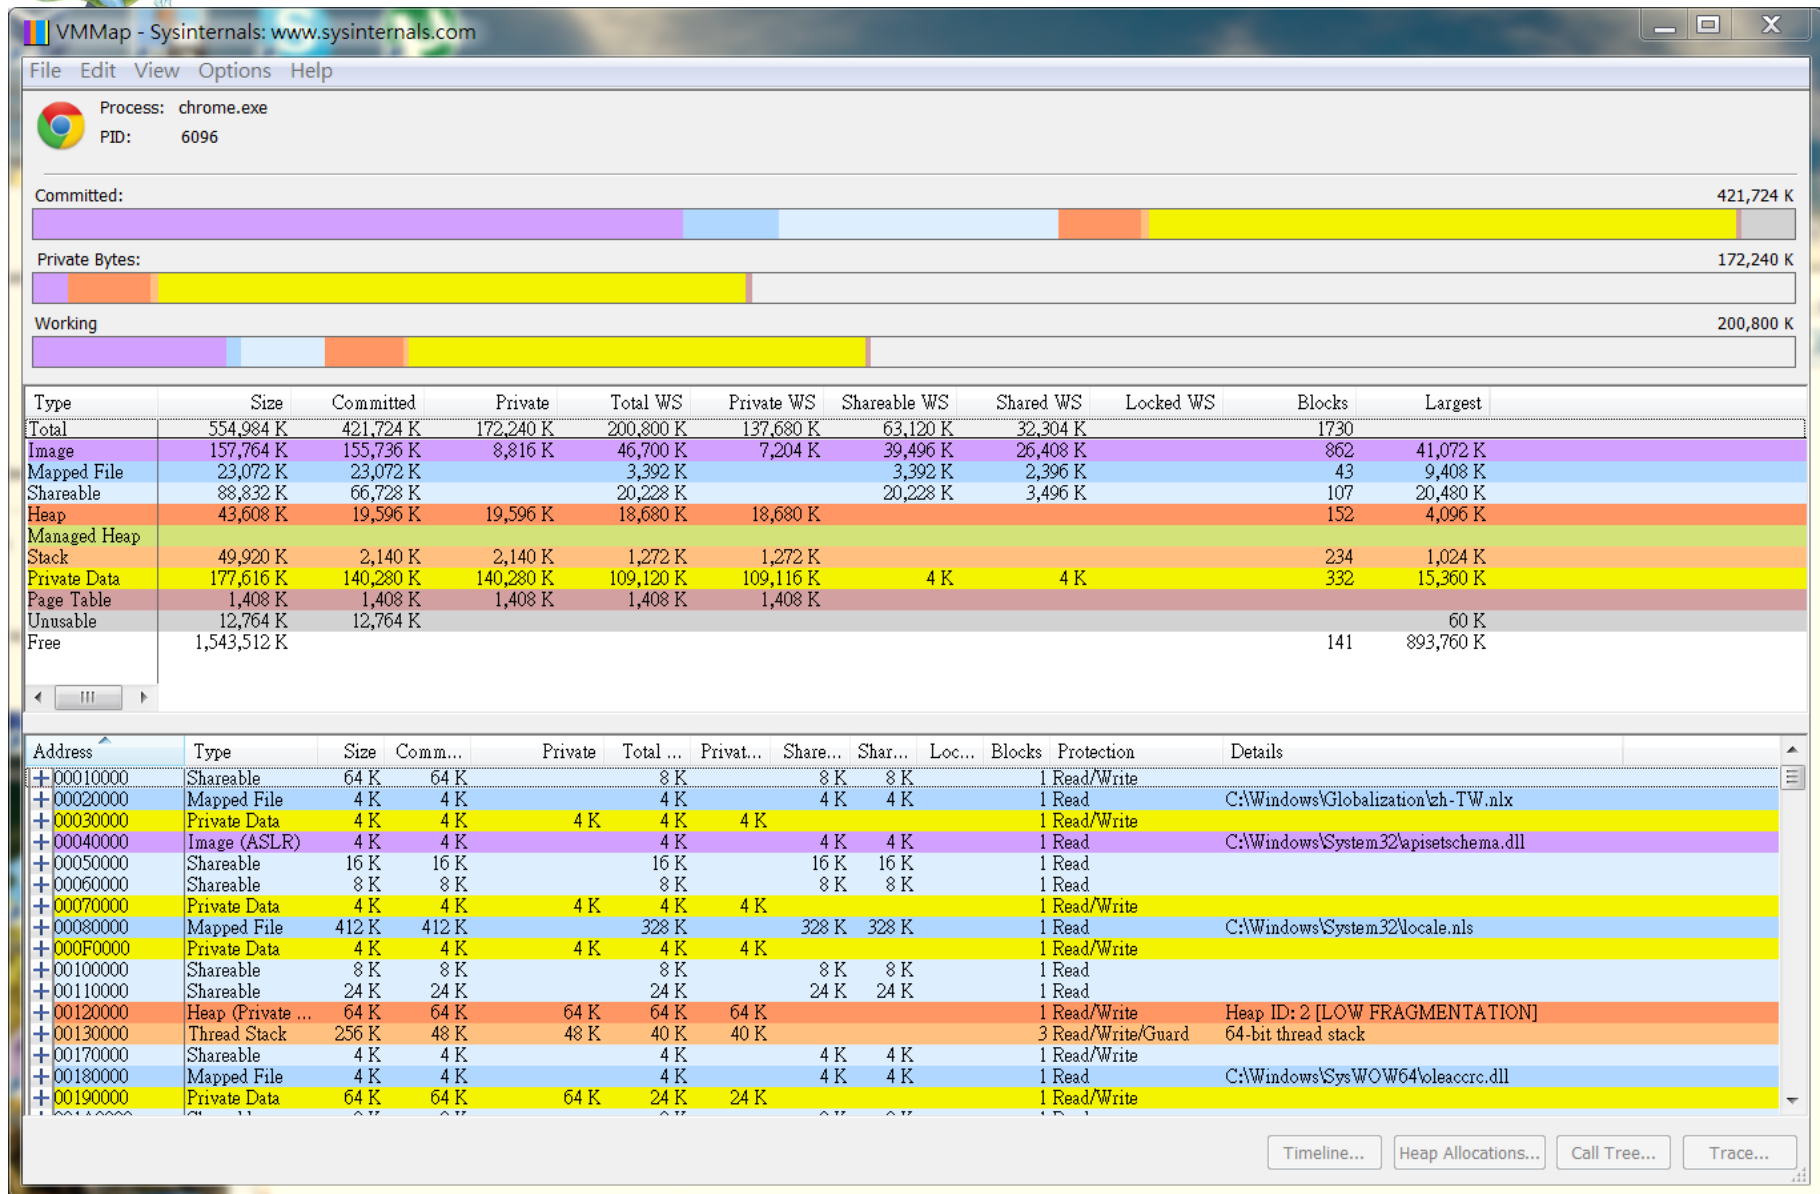 VMMap - Sysinternals: www.sysinternals.com
File Edit View Options Help
Process: chrome.exe
PID: 6096
Committed: 421,724 K
Private Bytes: 172,240 K
Working 200,800 K
Type Size Committed Private Total WS Private WS Shareable WS Shared WS Locked WS Blocks Largest
Total 554,984 K 421,724 K 172,240 K 200,800 K 137,680 K 63,120 K 32,304 K 1730
Image 157,764 K 155,736 K 8,816 K 46,700 K 7,204 K 39,496 K 26,408 K 862 41,072 K
Mapped File 23,072 K 23,072 K 3,392 K 3,392 K 2,396 K 43 9,408 K
Shareable 88,832 K 66,728 K 20,228 K 20,228 K 3,496 K 107 20,480 K
Heap 43,608 K 19,596 K 19,596 K 18,680 K 18,680 K 152 4,096 K
Managed Heap
Stack 49,920 K 2,140 K 2,140 K 1,272 K 1,272 K 234 1,024 K
Private Data 177,616 K 140,280 K 140,280 K 109,120 K 109,116 K 4 K 4 K 332 15,360 K
Page Table 1,408 K 1,408 K 1,408 K 1,408 K 1,408 K
Unusable 12,764 K 12,764 K 60 K
Free 1,543,512 K 141 893,760 K
Address Type Size Comm... Private Total ... Privat... Share... Shar... Loc... Blocks Protection Details
00010000 Shareable 64 K 64 K 8 K 8 K 8 K 1 Read/Write
00020000 Mapped File 4 K 4 K 4 K 4 K 4 K 1 Read C:\Windows\Globalization\zh-TW.nlx
00030000 Private Data 4 K 4 K 4 K 4 K 4 K 1 Read/Write
00040000 Image (ASLR) 4 K 4 K 4 K 4 K 4 K 1 Read C:\Windows\System32\apisetschema.dll
00050000 Shareable 16 K 16 K 16 K 16 K 16 K 1 Read
00060000 Shareable 8 K 8 K 8 K 8 K 8 K 1 Read
00070000 Private Data 4 K 4 K 4 K 4 K 4 K 1 Read/Write
00080000 Mapped File 412 K 412 K 328 K 328 K 328 K 1 Read C:\Windows\System32\locale.nls
000F0000 Private Data 4 K 4 K 4 K 4 K 4 K 1 Read/Write
00100000 Shareable 8 K 8 K 8 K 8 K 8 K 1 Read
00110000 Shareable 24 K 24 K 24 K 24 K 24 K 1 Read
00120000 Heap (Private ... 64 K 64 K 64 K 64 K 64 K 1 Read/Write Heap ID: 2 [LOW FRAGMENTATION]
00130000 Thread Stack 256 K 48 K 48 K 40 K 40 K 3 Read/Write/Guard 64-bit thread stack
00170000 Shareable 4 K 4 K 4 K 4 K 4 K 1 Read/Write
00180000 Mapped File 4 K 4 K 4 K 4 K 4 K 1 Read C:\Windows\SysWOW64\oleaccrc.dll
00190000 Private Data 64 K 64 K 64 K 24 K 24 K 1 Read/Write
Timeline... Heap Allocations... Call Tree... Trace...